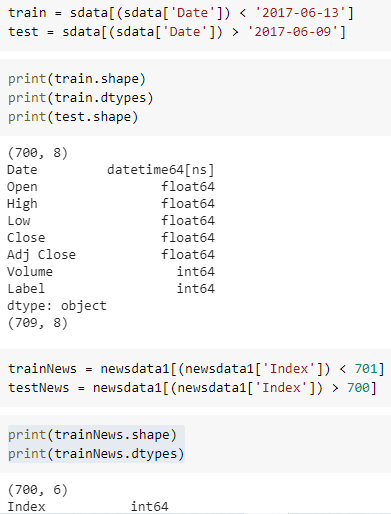 train = sdata[(sdata['Date']) < '2017-06-13']
test = sdata[(sdata['Date']) > '2017-06-09']
print(train.shape)
print(train.dtypes)
print(test.shape)
(700, 8)
Date datetime64[ns]
Open float64
High float64
Low float64
Close float64
Adj Close float64
Volume int64
Label int64
dtype: object
(709, 8)
trainNews = newsdata1[(newsdata1['Index']) < 701]
testNews = newsdata1[(newsdata1['Index']) > 700]
print(trainNews.shape)
print(trainNews.dtypes)
(700, 6)
Index int64